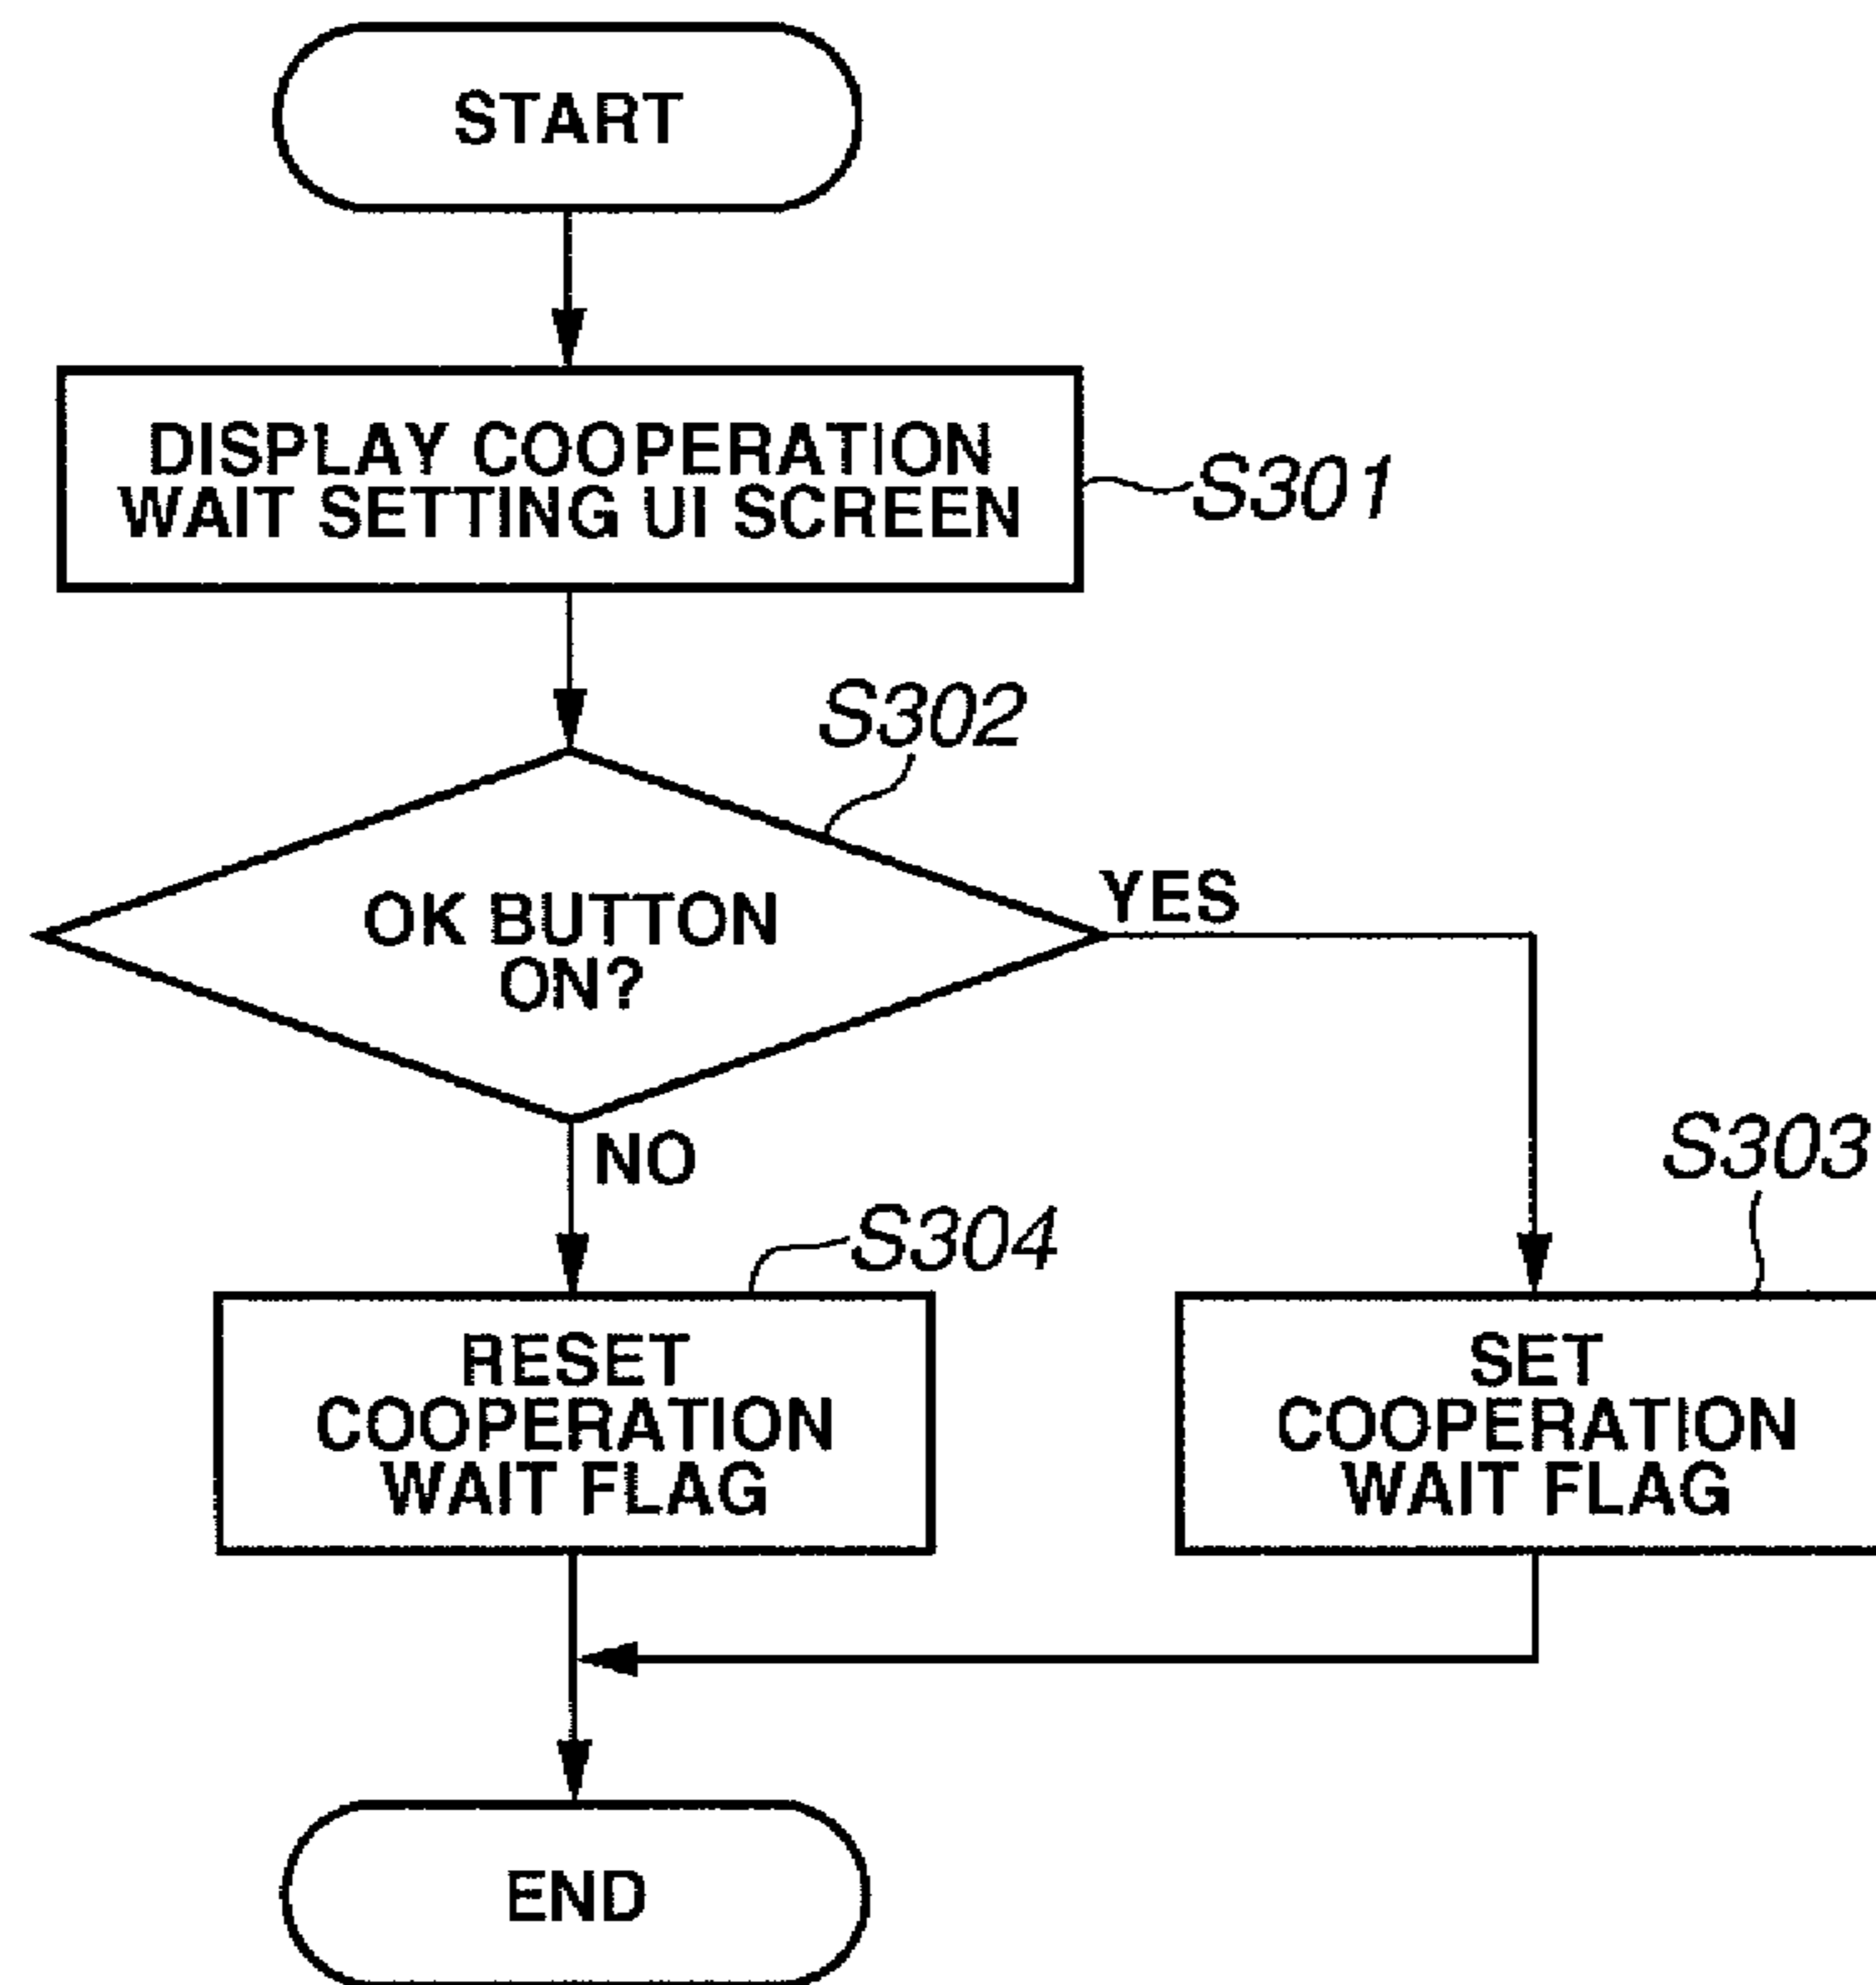 START
DISPLAY COOPERATION
WAIT SETTING UI SCREEN
S301
S302
OK BUTTON
ON?
YES
NO
S303
S304
RESET
COOPERATION
WAIT FLAG
SET
COOPERATION
WAIT FLAG
END